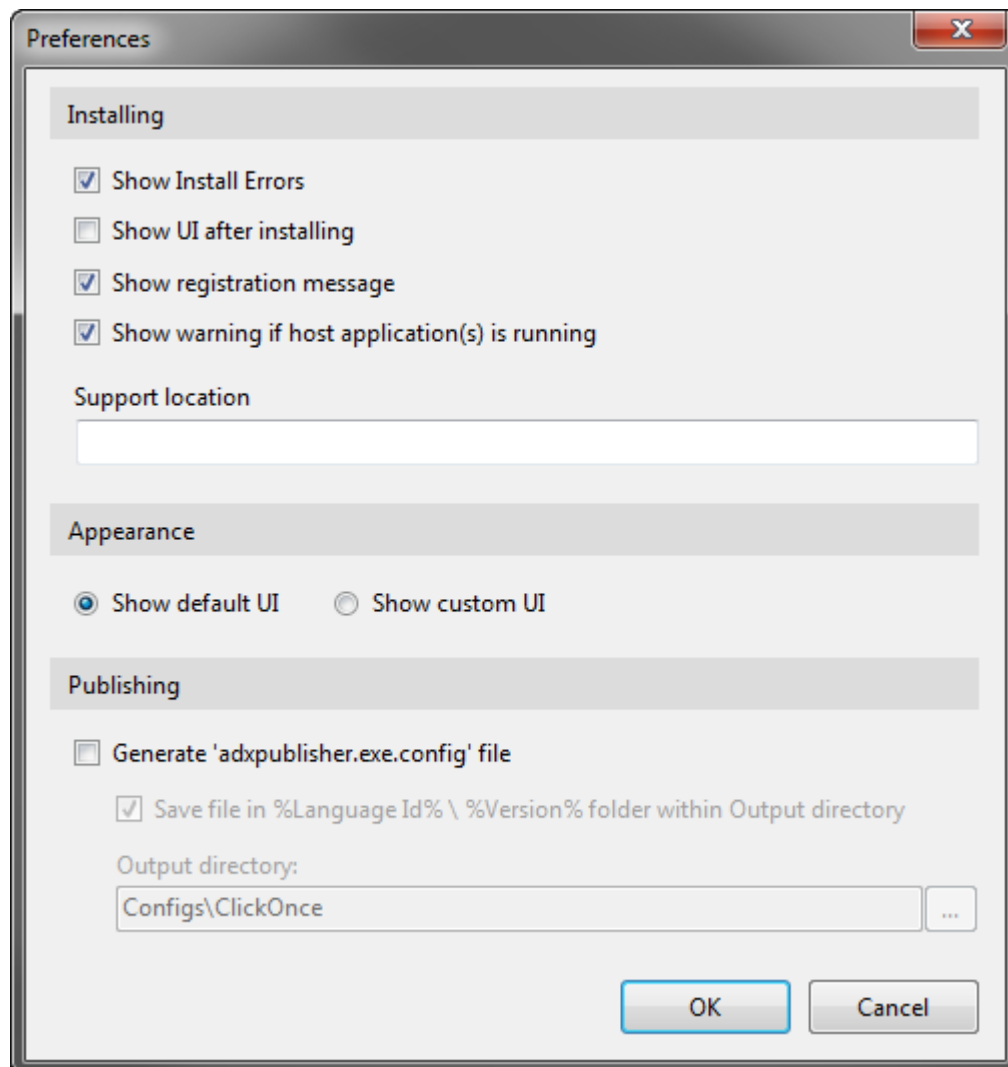 Preferences
Installing
Show Install Errors
Show UI after installing
Show registration message
Show warning if host application(s) is running
Support location
Appearance
Show default UI Show custom UI
Publishing
Generate 'adxpublisher.exe.config' file
Save file in %Language Id% \ %Version% folder within Output directory
Output directory:
Configs\ClickOnce ...
OK Cancel